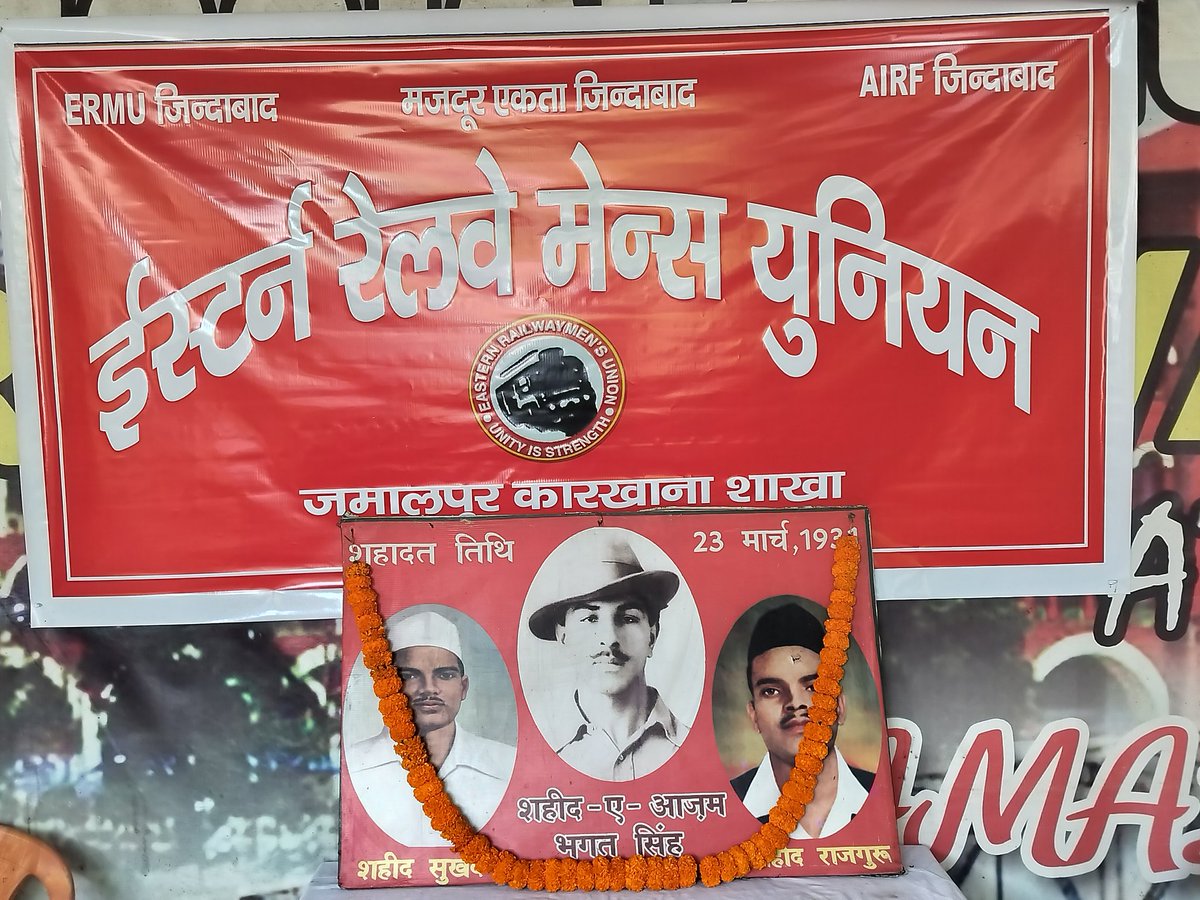 ERMU जिन्दाबाद
मजदूर एकता जिन्दाबाद
AIRF जिन्दाबाद
ईस्टर्न रेलवे मेन्स युनियन
EASTERN RAILWAYMEN'S UNION
UNITY IS STRENGTH
जमालपुर कारखाना शाखा
शहादत तिथि
23 मार्च,1931
शहीद-ए-आज़म
भगत सिंह
शहीद
राजगुरू